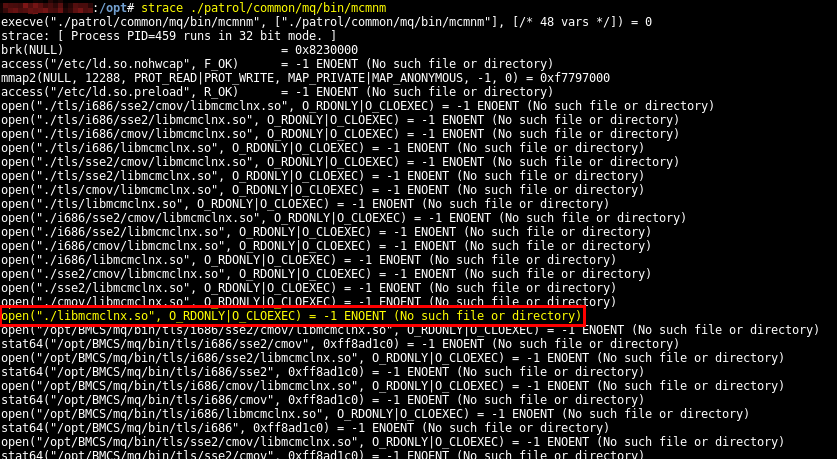 :/opt# strace ./patrol/common/mq/bin/mcmnm
execve("./patrol/common/mq/bin/mcmnm", ["./patrol/common/mq/bin/mcmnm"], [/* 48 vars */]) = 0
strace: [ Process PID=459 runs in 32 bit mode. ]
brk(NULL) = 0x8230000
access("/etc/ld.so.nohwcap", F_OK) = -1 ENOENT (No such file or directory)
mmap2(NULL, 12288, PROT_READ|PROT_WRITE, MAP_PRIVATE|MAP_ANONYMOUS, -1, 0) = 0xf7797000
access("/etc/ld.so.preload", R_OK) = -1 ENOENT (No such file or directory)
open("./tls/i686/sse2/cmov/libmcmclnx.so", O_RDONLY|O_CLOEXEC) = -1 ENOENT (No such file or directory)
open("./tls/i686/sse2/libmcmclnx.so", O_RDONLY|O_CLOEXEC) = -1 ENOENT (No such file or directory)
open("./tls/i686/cmov/libmcmclnx.so", O_RDONLY|O_CLOEXEC) = -1 ENOENT (No such file or directory)
open("./tls/i686/libmcmclnx.so", O_RDONLY|O_CLOEXEC) = -1 ENOENT (No such file or directory)
open("./tls/sse2/cmov/libmcmclnx.so", O_RDONLY|O_CLOEXEC) = -1 ENOENT (No such file or directory)
open("./tls/sse2/libmcmclnx.so", O_RDONLY|O_CLOEXEC) = -1 ENOENT (No such file or directory)
open("./tls/cmov/libmcmclnx.so", O_RDONLY|O_CLOEXEC) = -1 ENOENT (No such file or directory)
open("./tls/libmcmclnx.so", O_RDONLY|O_CLOEXEC) = -1 ENOENT (No such file or directory)
open("./i686/sse2/cmov/libmcmclnx.so", O_RDONLY|O_CLOEXEC) = -1 ENOENT (No such file or directory)
open("./i686/sse2/libmcmclnx.so", O_RDONLY|O_CLOEXEC) = -1 ENOENT (No such file or directory)
open("./i686/cmov/libmcmclnx.so", O_RDONLY|O_CLOEXEC) = -1 ENOENT (No such file or directory)
open("./i686/libmcmclnx.so", O_RDONLY|O_CLOEXEC) = -1 ENOENT (No such file or directory)
open("./sse2/cmov/libmcmclnx.so", O_RDONLY|O_CLOEXEC) = -1 ENOENT (No such file or directory)
open("./sse2/libmcmclnx.so", O_RDONLY|O_CLOEXEC) = -1 ENOENT (No such file or directory)
open("./cmov/libmcmclnx.so", O_RDONLY|O_CLOEXEC) = -1 ENOENT (No such file or directory)
open("./libmcmclnx.so", O_RDONLY|O_CLOEXEC) = -1 ENOENT (No such file or directory)
open("/opt/BMCS/mq/bin/tls/i686/sse2/cmov/libmcmclnx.so", O_RDONLY|O_CLOEXEC) = -1 ENOENT (No such file or directory)
stat64("/opt/BMCS/mq/bin/tls/i686/sse2/cmov", 0xff8ad1c0) = -1 ENOENT (No such file or directory)
open("/opt/BMCS/mq/bin/tls/i686/sse2/libmcmclnx.so", O_RDONLY|O_CLOEXEC) = -1 ENOENT (No such file or directory)
stat64("/opt/BMCS/mq/bin/tls/i686/sse2", 0xff8ad1c0) = -1 ENOENT (No such file or directory)
open("/opt/BMCS/mq/bin/tls/i686/cmov/libmcmclnx.so", O_RDONLY|O_CLOEXEC) = -1 ENOENT (No such file or directory)
stat64("/opt/BMCS/mq/bin/tls/i686/cmov", 0xff8ad1c0) = -1 ENOENT (No such file or directory)
open("/opt/BMCS/mq/bin/tls/i686/libmcmclnx.so", O_RDONLY|O_CLOEXEC) = -1 ENOENT (No such file or directory)
stat64("/opt/BMCS/mq/bin/tls/i686", 0xff8ad1c0) = -1 ENOENT (No such file or directory)
open("/opt/BMCS/mq/bin/tls/sse2/cmov/libmcmclnx.so", O_RDONLY|O_CLOEXEC) = -1 ENOENT (No such file or directory)
stat64("/opt/BMCS/mq/bin/tls/sse2/cmov", 0xff8ad1c0) = -1 ENOENT (No such file or directory)